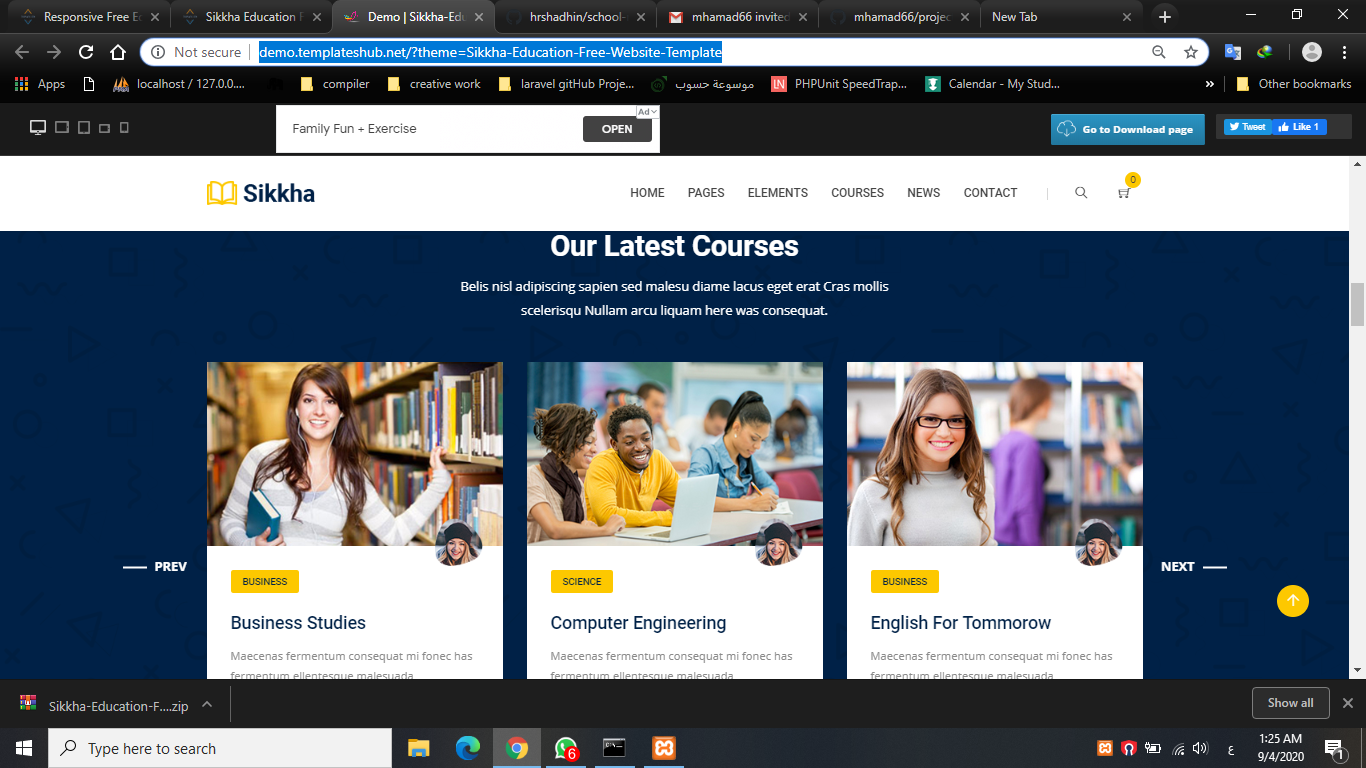 Responsive Free Ed
Sikkha Education F
Demo | Sikkha-Edu
hrshadhin/school-
mhamad66 invited
mhamad66/projec
New Tab
Not secure
demo.templateshub.net/?theme=Sikkha-Education-Free-Website-Template
Apps
localhost / 127.0.0....
compiler
creative work
laravel gitHub Proje...
موسوعة حسوب
LN
PHPUnit SpeedTrap...
Calendar - My Stud...
»
Other bookmarks
Family Fun + Exercise
OPEN
Ad
Go to Download page
Tweet
Like 1
Sikkha
HOME
PAGES
ELEMENTS
COURSES
NEWS
CONTACT
0
Our Latest Courses
Belis nisl adipiscing sapien sed malesu diame lacus eget erat Cras mollis
scelerisqu Nullam arcu liquam here was consequat.
PREV
NEXT
BUSINESS
Business Studies
Maecenas fermentum consequat mi fonec has
fermentum ellentesque malesuada
SCIENCE
Computer Engineering
Maecenas fermentum consequat mi fonec has
fermentum ellentesque malesuada
BUSINESS
English For Tommorow
Maecenas fermentum consequat mi fonec has
fermentum ellentesque malesuada
Sikkha-Education-F....zip
Show all
Type here to search
6
ع
1:25 AM
9/4/2020
1